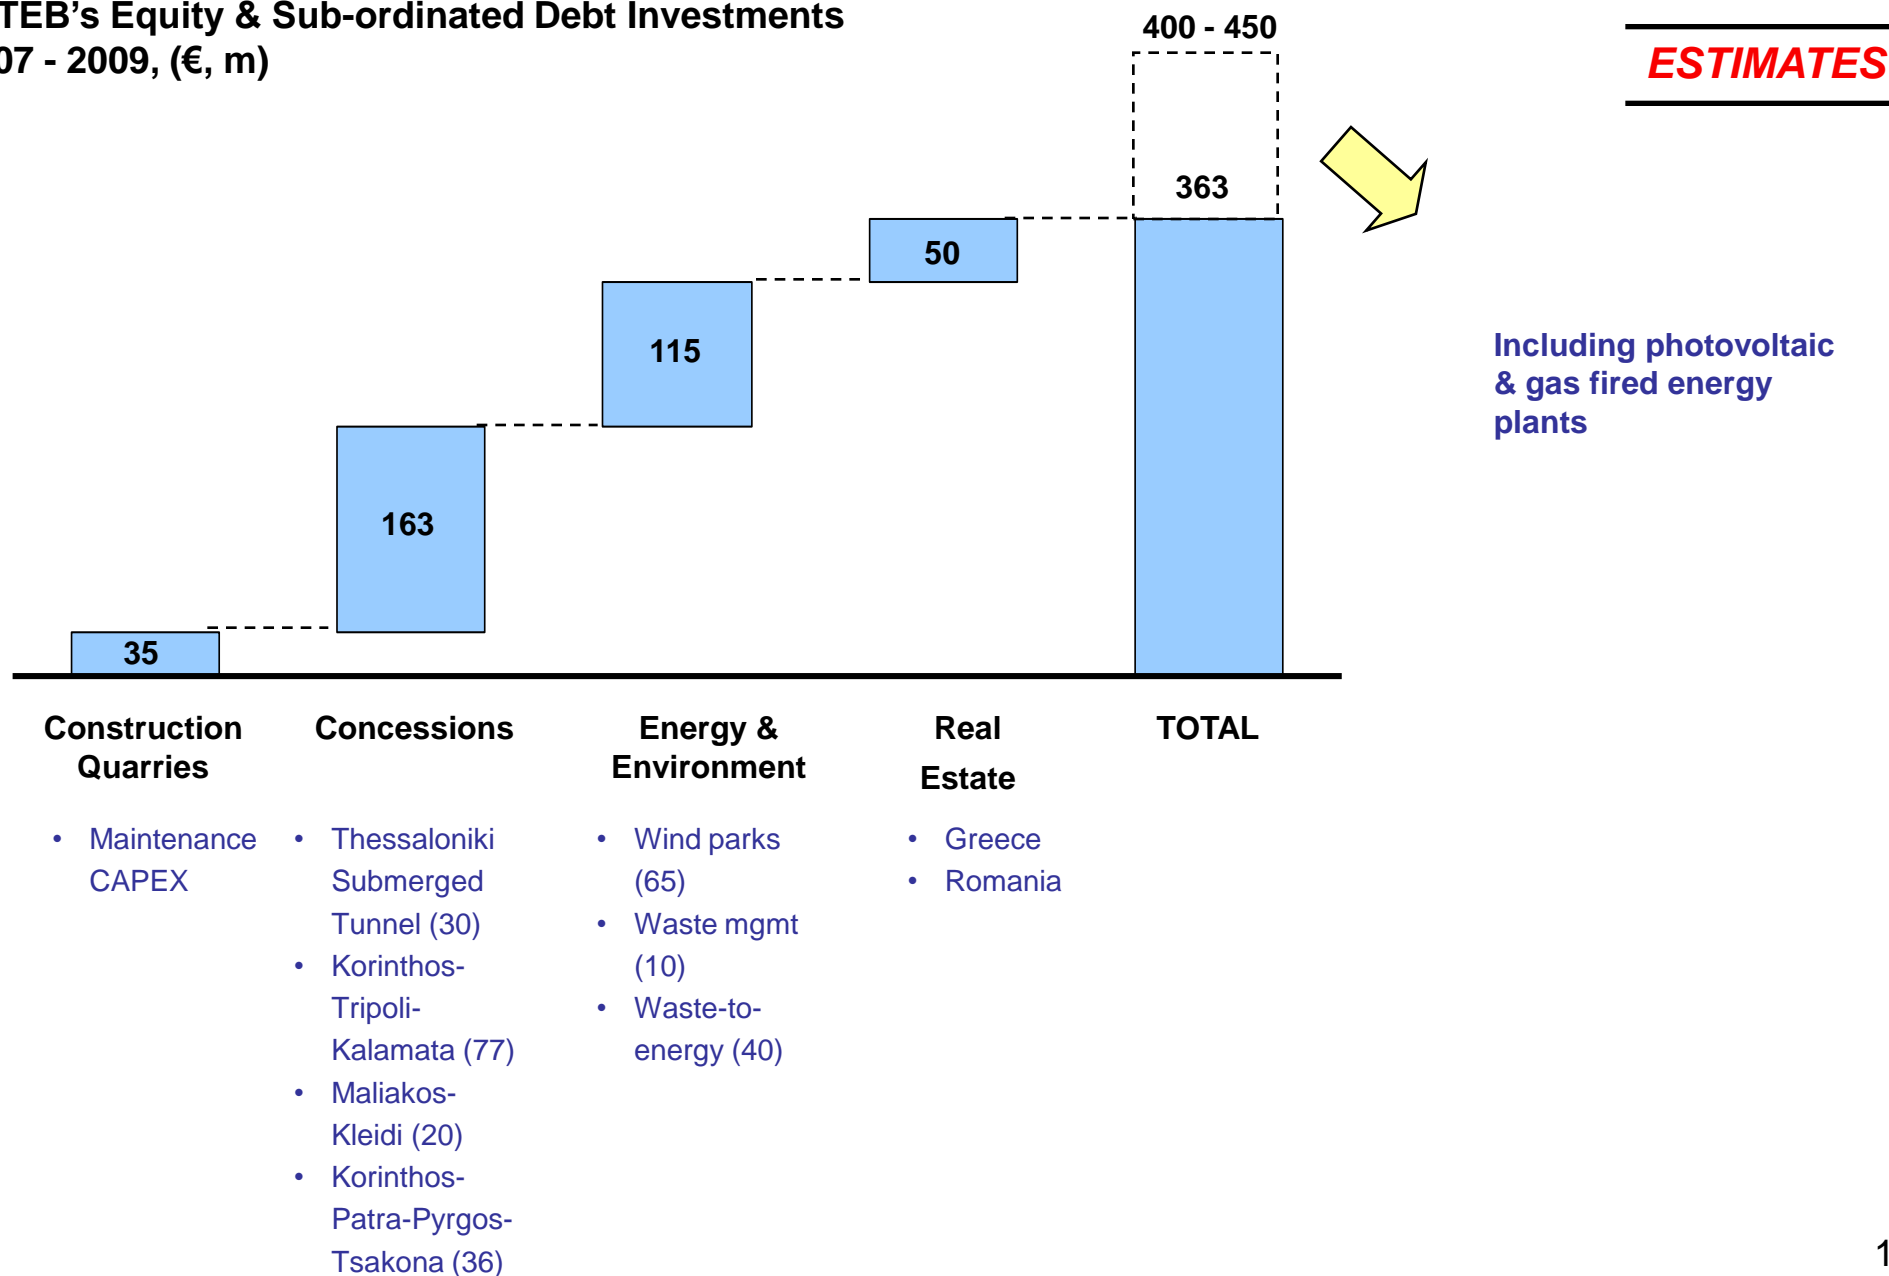 TEB’s Equity & Sub-ordinated Debt Investments
07 - 2009, (€, m)
400 - 450
ESTIMATES
363
50
115
163
35
Including photovoltaic
& gas fired energy
plants
Construction
Quarries
Concessions
Energy &
Environment
Real
Estate
TOTAL
• Maintenance
CAPEX
• Thessaloniki
Submerged
Tunnel (30)
• Korinthos-
Tripoli-
Kalamata (77)
• Maliakos-
Kleidi (20)
• Korinthos-
Patra-Pyrgos-
Tsakona (36)
• Wind parks
(65)
• Waste mgmt
(10)
• Waste-to-
energy (40)
• Greece
• Romania
1